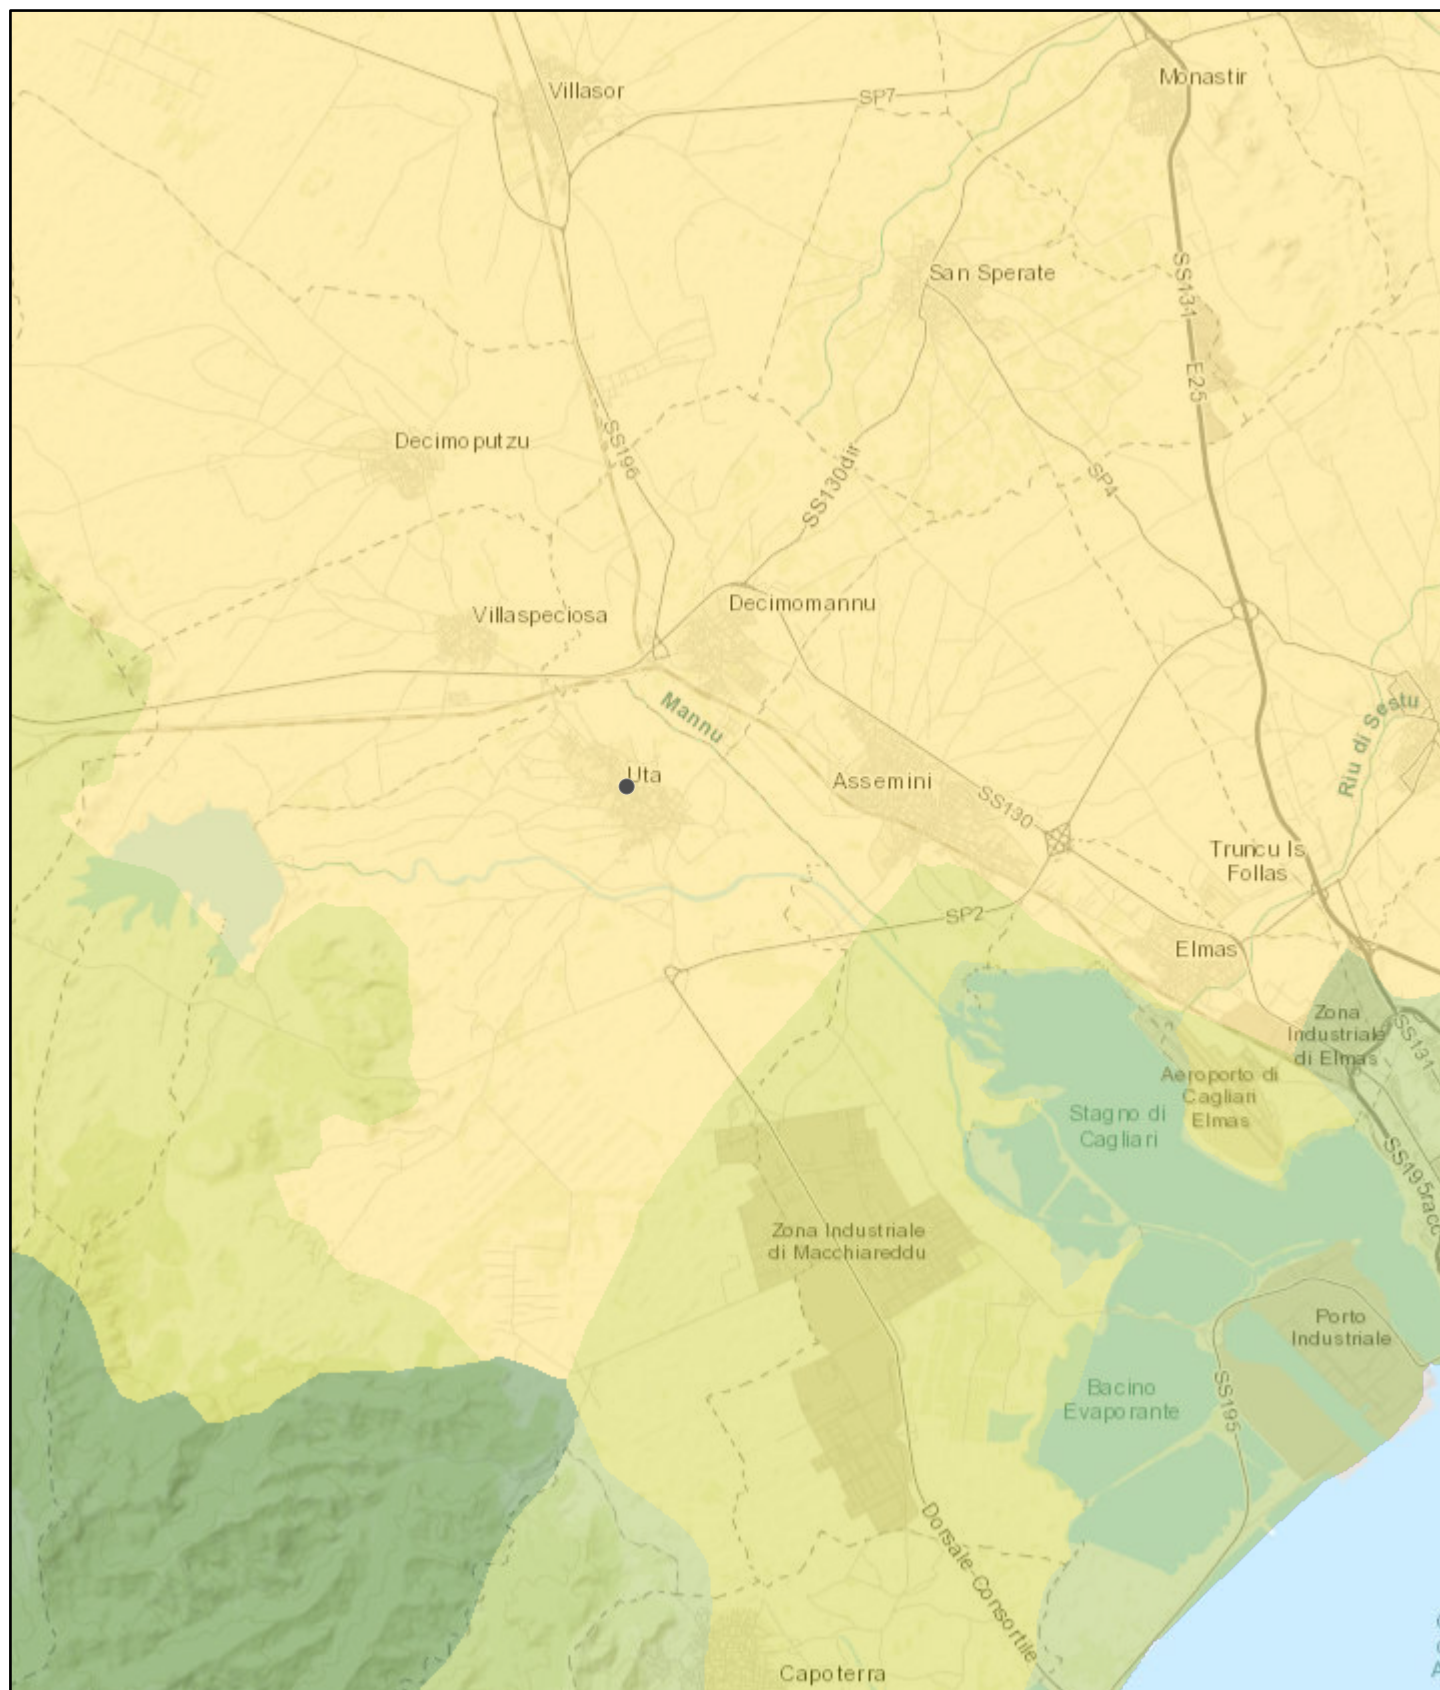 Villasor
Monastir
SP7
San Sperate
SS131
E25
Decimoputzu
SS196
SS130dir
SP4
Decimomannu
Villaspeciosa
Mannu
Riu di Sestu
Uta
Assemini
SS130
Truncu Is
Follas
SP2
Elmas
Zona
Industriale
di Elmas
SS131
Aeroporto di
Cagliari
Elmas
Stagno di
Cagliari
SS195racc
Zona Industriale
di Macchiareddu
Porto
Industriale
Bacino
Evaporante
SS195
Dorsale-Consortile
Capoterra